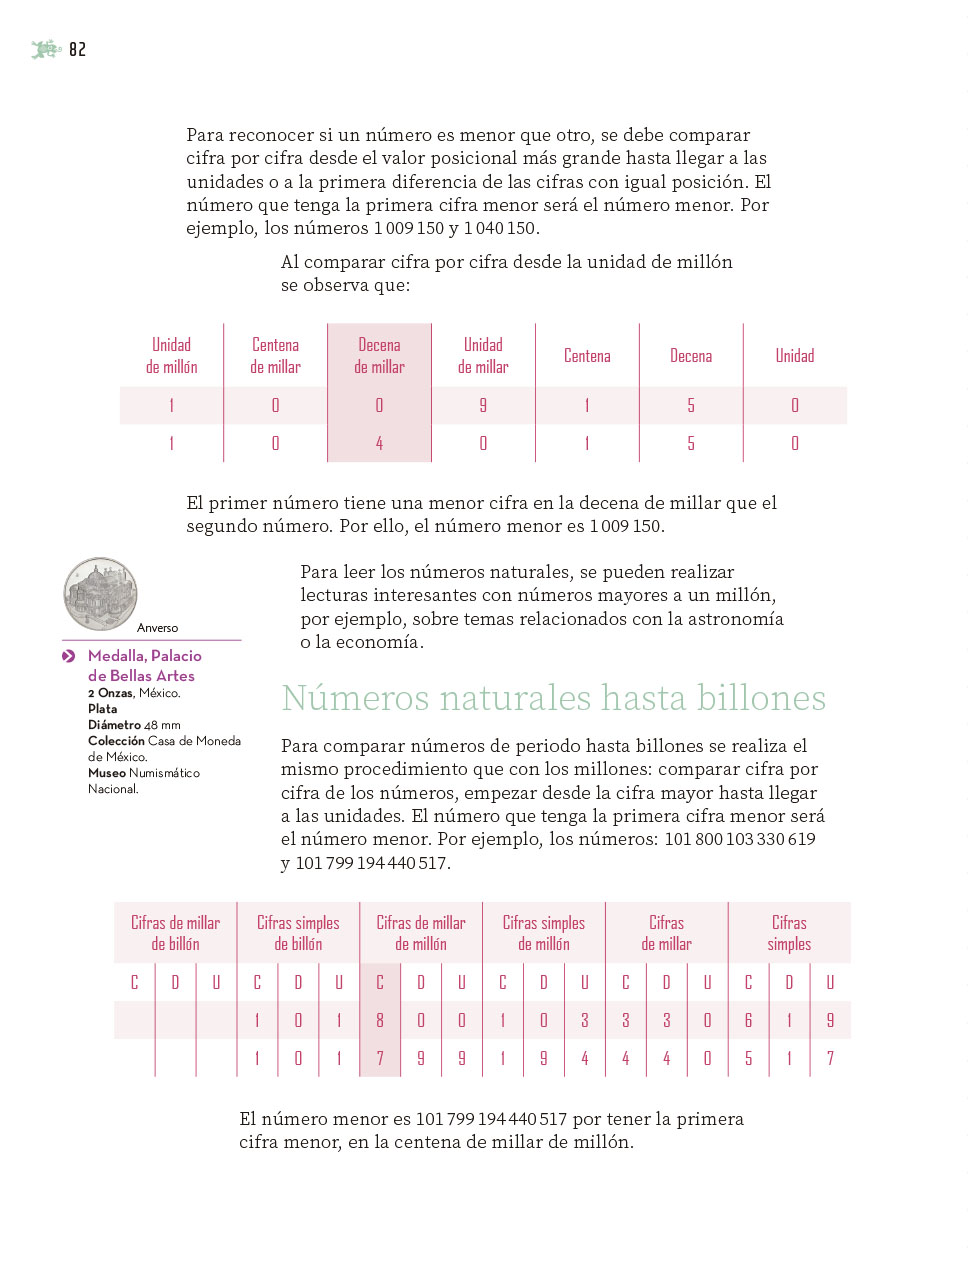 82
Para reconocer si un número es menor que otro, se debe comparar
cifra por cifra desde el valor posicional más grande hasta llegar a las
unidades o a la primera diferencia de las cifras con igual posición. El
número que tenga la primera cifra menor será el número menor. Por
ejemplo, los números 1 009 150 y 1 040 150.
Al comparar cifra por cifra desde la unidad de millón
se observa que:
Unidad de millón Centena de millar Decena de millar Unidad de millar Centena Decena Unidad
1 0 0 9 1 5 0
1 0 4 0 1 5 0
El primer número tiene una menor cifra en la decena de millar que el
segundo número. Por ello, el número menor es 1 009 150.
Anverso
Medalla, Palacio
de Bellas Artes
2 Onzas, México.
Plata
Diámetro 48 mm
Colección Casa de Moneda
de México.
Museo Numismático
Nacional.
Para leer los números naturales, se pueden realizar
lecturas interesantes con números mayores a un millón,
por ejemplo, sobre temas relacionados con la astronomía
o la economía.
Números naturales hasta billones
Para comparar números de periodo hasta billones se realiza el
mismo procedimiento que con los millones: comparar cifra por
cifra de los números, empezar desde la cifra mayor hasta llegar
a las unidades. El número que tenga la primera cifra menor será
el número menor. Por ejemplo, los números: 101 800 103 330 619
y 101 799 194 440 517.
Cifras de millar de billón Cifras simples de billón Cifras de millar de millón Cifras simples de millón Cifras de millar Cifras simples
C D U C D U C D U C D U C D U C D U
1 0 1 8 0 0 1 0 3 3 3 0 6 1 9
1 0 1 7 9 9 1 9 4 4 4 0 5 1 7
El número menor es 101 799 194 440 517 por tener la primera
cifra menor, en la centena de millar de millón.